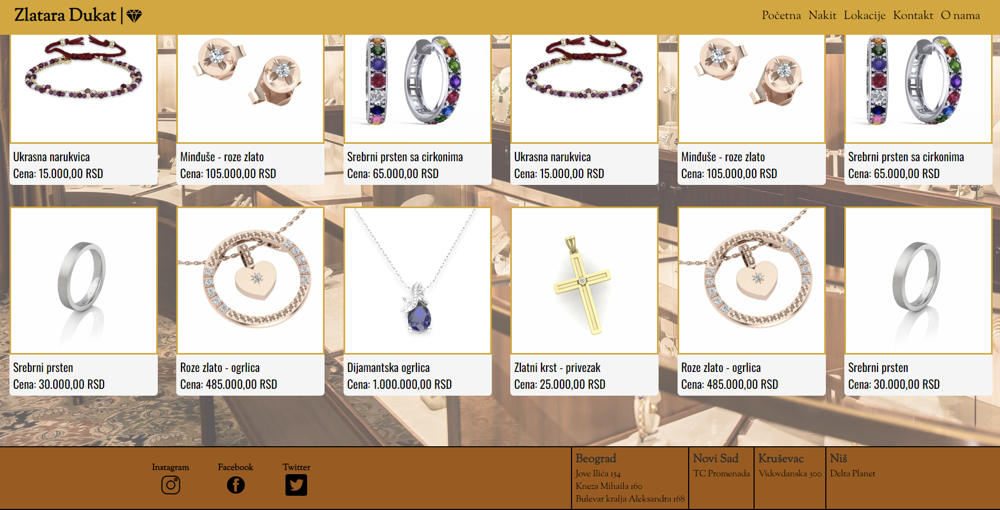 Zlatara Dukat |
Početna Nakit Lokacije Kontakt O nama
Ukrasna narukvica
Cena: 15.000,00 RSD
Minđuše - roze zlato
Cena: 105.000,00 RSD
Srebrni prsten sa cirkonima
Cena: 65.000,00 RSD
Ukrasna narukvica
Cena: 15.000,00 RSD
Minđuše - roze zlato
Cena: 105.000,00 RSD
Srebrni prsten sa cirkonima
Cena: 65.000,00 RSD
Srebrni prsten
Cena: 30.000,00 RSD
Roze zlato - ogrlica
Cena: 485.000,00 RSD
Dijamantska ogrlica
Cena: 1.000.000,00 RSD
Zlatni krst - privezak
Cena: 25.000,00 RSD
Roze zlato - ogrlica
Cena: 485.000,00 RSD
Srebrni prsten
Cena: 30.000,00 RSD
Instagram
Facebook
Twitter
Beograd
Jove Ilića 154
Kneza Mihaila 160
Bulevar kralja Aleksandra 168
Novi Sad
TC Promenada
Kruševac
Vidovdanska 300
Niš
Delta Planet